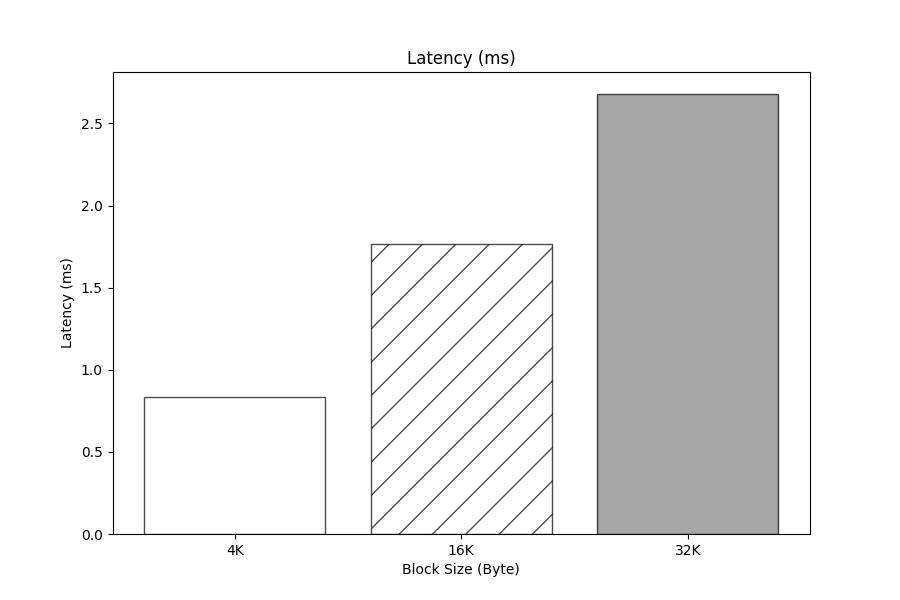 Latency (ms)
2.5
2.0
1.5
1.0
0.5
0.0
Latency (ms)
4K
16K
32K
Block Size (Byte)